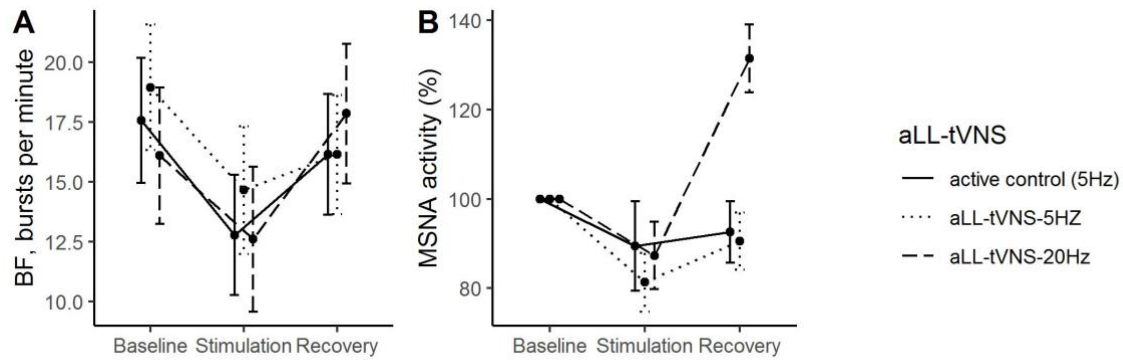 A
BF, bursts per minute
20.0
17.5
15.0
12.5
10.0
Baseline Stimulation Recovery
B
MSNA activity (%)
140
120
100
80
Baseline Stimulation Recovery
aLL-tVNS
active control (5Hz)
aLL-tVNS-5HZ
aLL-tVNS-20Hz